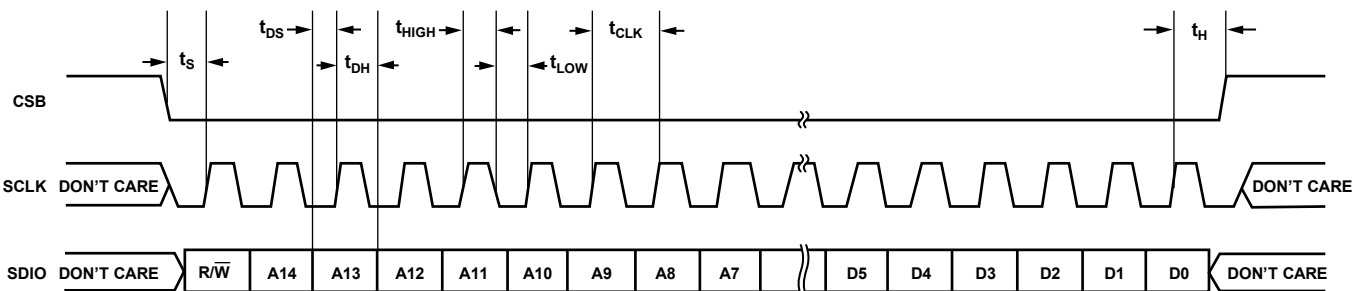 tDS tHIGH tCLK tH
tS tDH tLOW
CSB
SCLK DON'T CARE DON'T CARE
SDIO DON'T CARE R/W̅ A14 A13 A12 A11 A10 A9 A8 A7 D5 D4 D3 D2 D1 D0 DON'T CARE